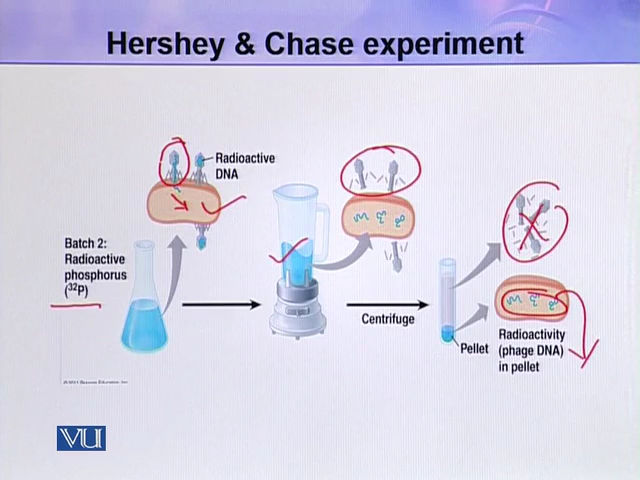 Hershey & Chase experiment
Radioactive
DNA
Batch 2:
Radioactive
phosphorus
(³²P)
Centrifuge
Pellet
Radioactivity
(phage DNA)
in pellet
VU